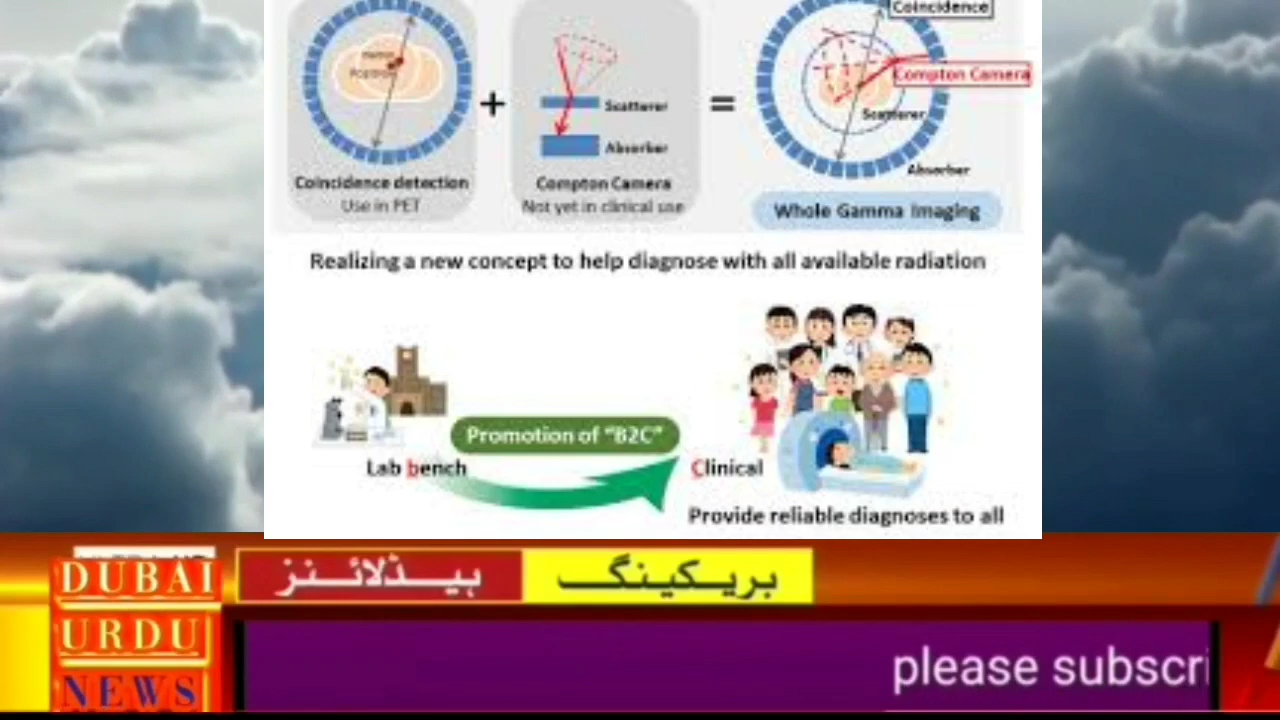 Coincidence
Compton Camera
Scatterer
Absorber
Scatterer
Absorber
+
=
Coincidence detection
Use in PET
Compton Camera
Not yet in clinical use
Whole Gamma Imaging
Realizing a new concept to help diagnose with all available radiation
Promotion of "B2C"
Lab bench
Clinical
Provide reliable diagnoses to all
بریکینگ
ہیڈلائنز
DUBAI
URDU
NEWS
please subscri